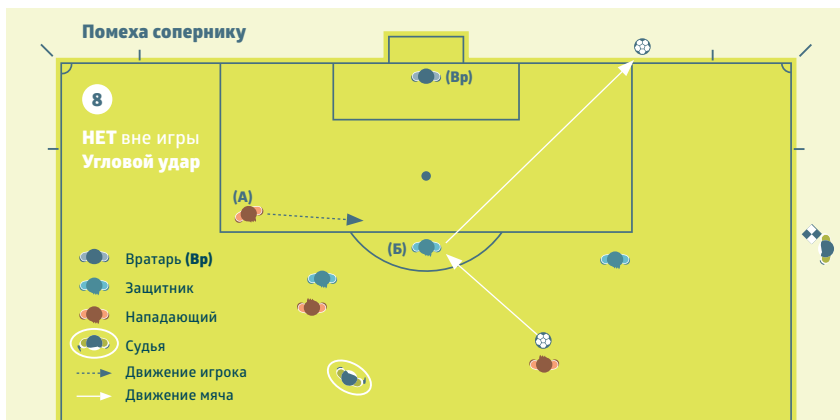 Помеха сопернику
(Вр)
8
НЕТ вне игры
Угловой удар
(А)
(Б)
Вратарь (Вр)
Защитник
Нападающий
Судья
Движение игрока
Движение мяча